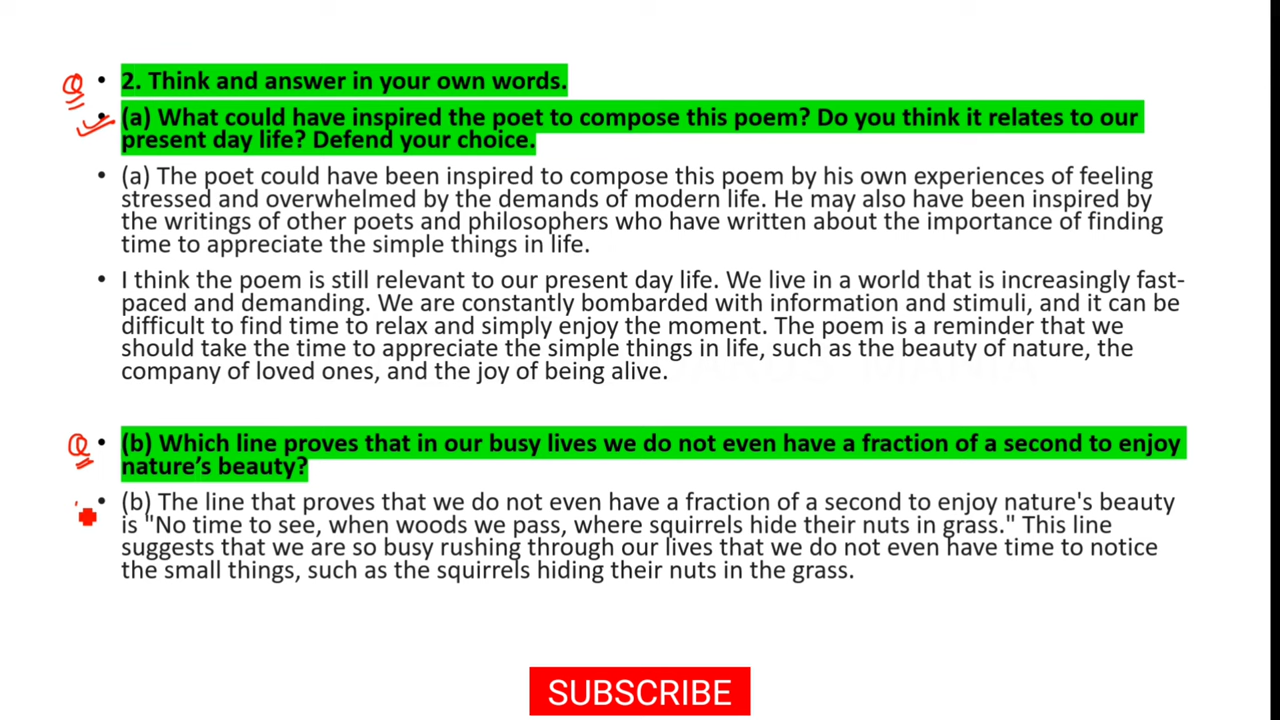 Q • 2. Think and answer in your own words.
• (a) What could have inspired the poet to compose this poem? Do you think it relates to our
present day life? Defend your choice.
• (a) The poet could have been inspired to compose this poem by his own experiences of feeling
stressed and overwhelmed by the demands of modern life. He may also have been inspired by
the writings of other poets and philosophers who have written about the importance of finding
time to appreciate the simple things in life.
• I think the poem is still relevant to our present day life. We live in a world that is increasingly fast-
paced and demanding. We are constantly bombarded with information and stimuli, and it can be
difficult to find time to relax and simply enjoy the moment. The poem is a reminder that we
should take the time to appreciate the simple things in life, such as the beauty of nature, the
company of loved ones, and the joy of being alive.
Q • (b) Which line proves that in our busy lives we do not even have a fraction of a second to enjoy
nature's beauty?
• (b) The line that proves that we do not even have a fraction of a second to enjoy nature's beauty
is "No time to see, when woods we pass, where squirrels hide their nuts in grass." This line
suggests that we are so busy rushing through our lives that we do not even have time to notice
the small things, such as the squirrels hiding their nuts in the grass.
SUBSCRIBE